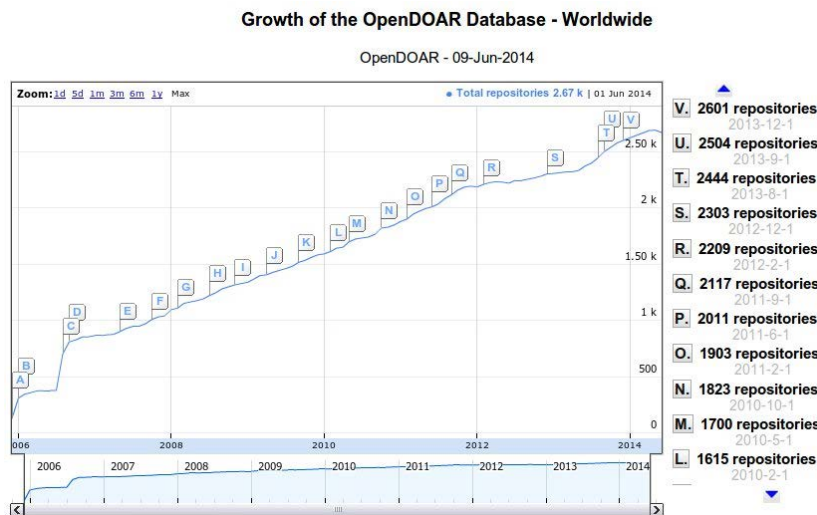 Growth of the OpenDOAR Database - Worldwide
OpenDOAR - 09-Jun-2014
Zoom: 1d 5d 1m 3m 6m 1y Max
Total repositories 2.67 k | 01 Jun 2014
U V
T
2.50 k
S
R
Q
P
2 k
O
N
M
L
K
1.50 k
J
I
H
G
F
1 k
E
D
C
500
B
A
0
006 2008 2010 2012 2014
2006 2007 2008 2009 2010 2011 2012 2013 2014
V. 2601 repositories
2013-12-1
U. 2504 repositories
2013-9-1
T. 2444 repositories
2013-8-1
S. 2303 repositories
2012-12-1
R. 2209 repositories
2012-2-1
Q. 2117 repositories
2011-9-1
P. 2011 repositories
2011-6-1
O. 1903 repositories
2011-2-1
N. 1823 repositories
2010-10-1
M. 1700 repositories
2010-5-1
L. 1615 repositories
2010-2-1